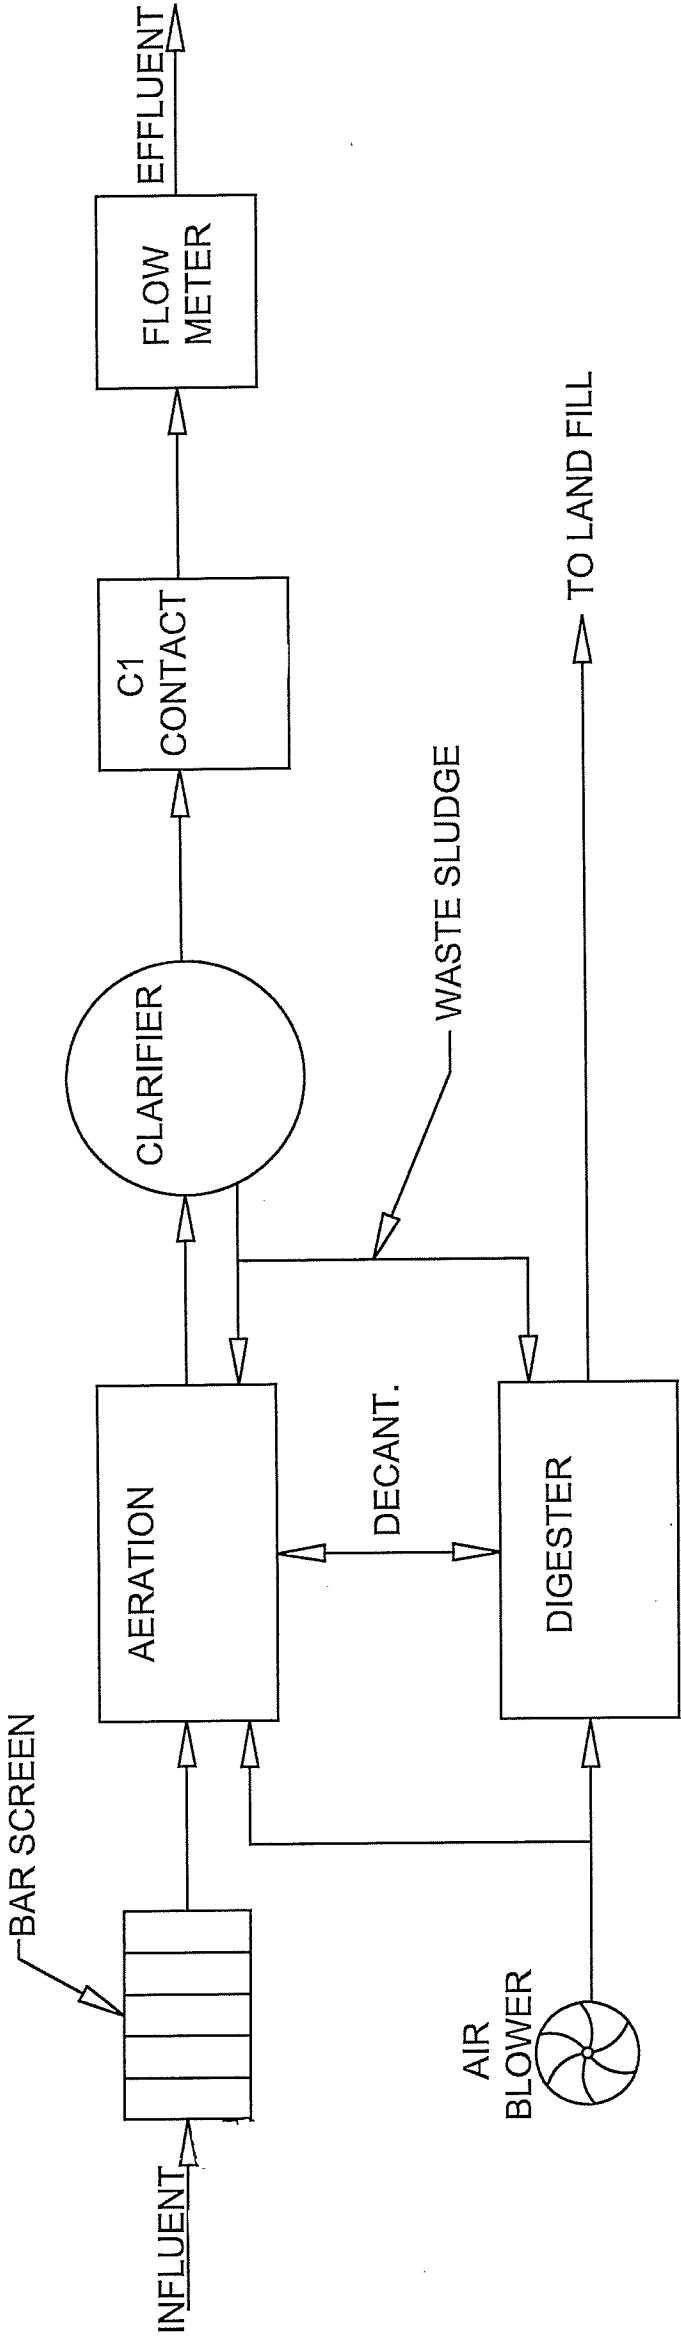 INFLUENT
BAR SCREEN
AERATION
CLARIFIER
C1
CONTACT
FLOW
METER
EFFLUENT
AIR
BLOWER
DECANT.
DIGESTER
WASTE SLUDGE
TO LAND FILL